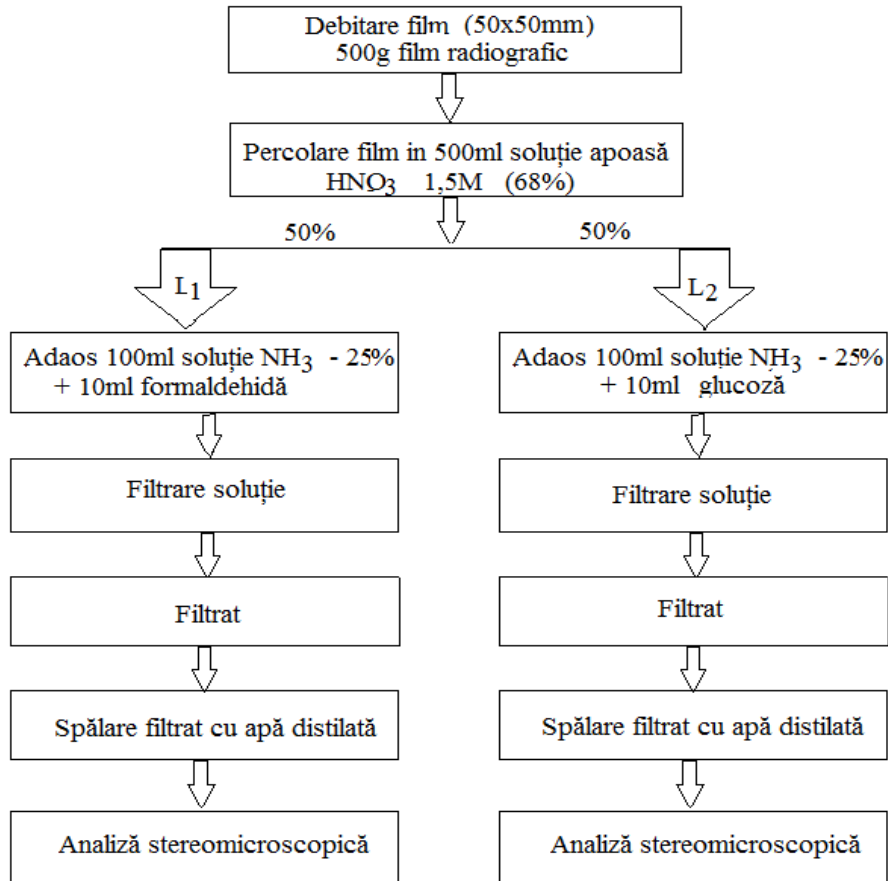 Debitare film (50x50mm)
500g film radiografic
Percolare film in 500ml soluție apoasă
HNO3 1,5M (68%)
50%
50%
L1
L2
Adaos 100ml soluție NH3 - 25%
+ 10ml formaldehidă
Filtrare soluție
Filtrat
Spălare filtrat cu apă distilată
Analiză stereomicroscopică
Adaos 100ml soluție NH3 - 25%
+ 10ml glucoză
Filtrare soluție
Filtrat
Spălare filtrat cu apă distilată
Analiză stereomicroscopică